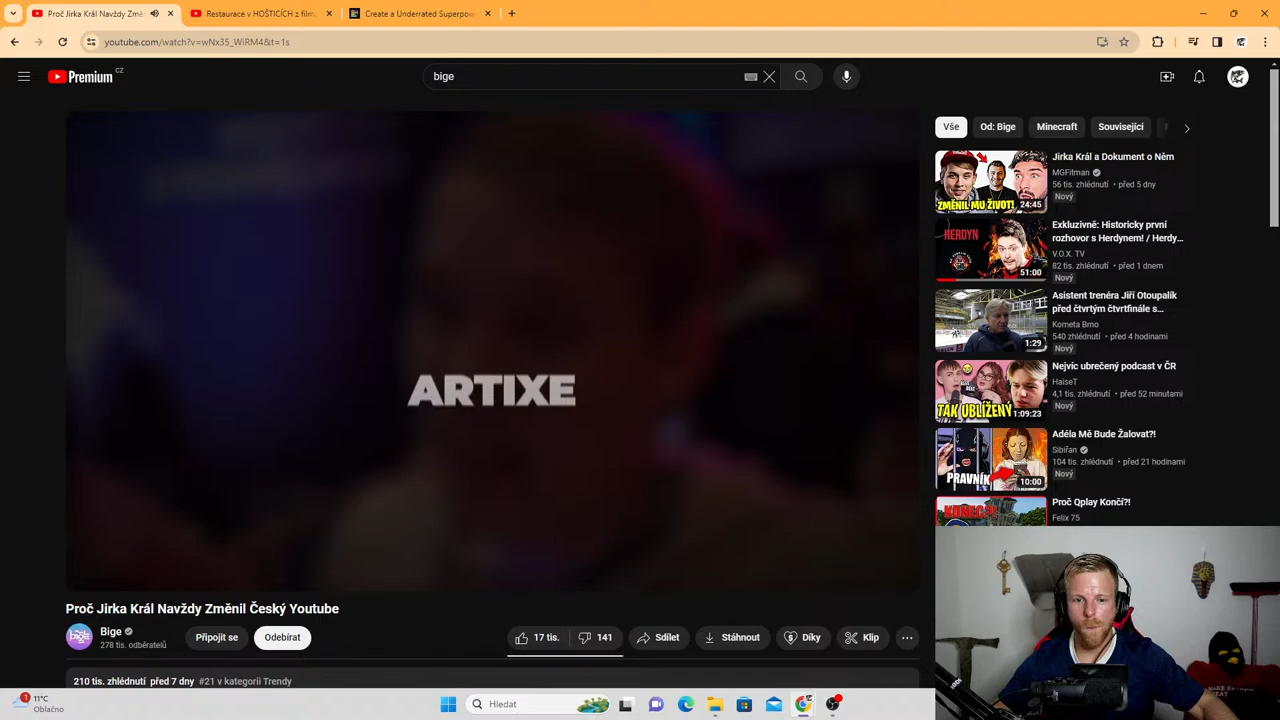 Proč Jirka Král Navždy Změn
Restaurace v HOŠTICÍCH z film
Create a Underrated Superpow
youtube.com/watch?v=wNx35_WiRM4&t=1s
Premium CZ
bige
ARTIXE
Vše
Od: Bige
Minecraft
Související
ZMĚNIL MU ŽIVOT!
24:45
Jirka Král a Dokument o Něm
MGFitman
56 tis. zhlédnutí • před 5 dny
Nový
HERDYN
51:00
Exkluzivně: Historicky první
rozhovor s Herdynem! / Herdy...
V.O.X. TV
82 tis. zhlédnutí • před 1 dnem
Nový
1:29
Asistent trenéra Jiří Otoupalík
před čtvrtým čtvrtfinále s...
Kometa Brno
540 zhlédnutí • před 4 hodinami
Nový
TAK UBLÍŽENÝ
1:09:23
Nejvíc ubrečený podcast v ČR
HaiseT
4,1 tis. zhlédnutí • před 52 minutami
Nový
PRAVNÍK
10:00
Adéla Mě Bude Žalovat?!
Sibiřan
104 tis. zhlédnutí • před 21 hodinami
Nový
KONEC?!
Proč Qplay Končí?!
Felix 75
Proč Jirka Král Navždy Změnil Český Youtube
Bige
278 tis. odběratelů
Připojit se
Odebírat
17 tis.
141
Sdílet
Stáhnout
Díky
Klip
210 tis. zhlédnutí před 7 dny #21 v kategorii Trendy
1
11°C
Oblačno
Hledat